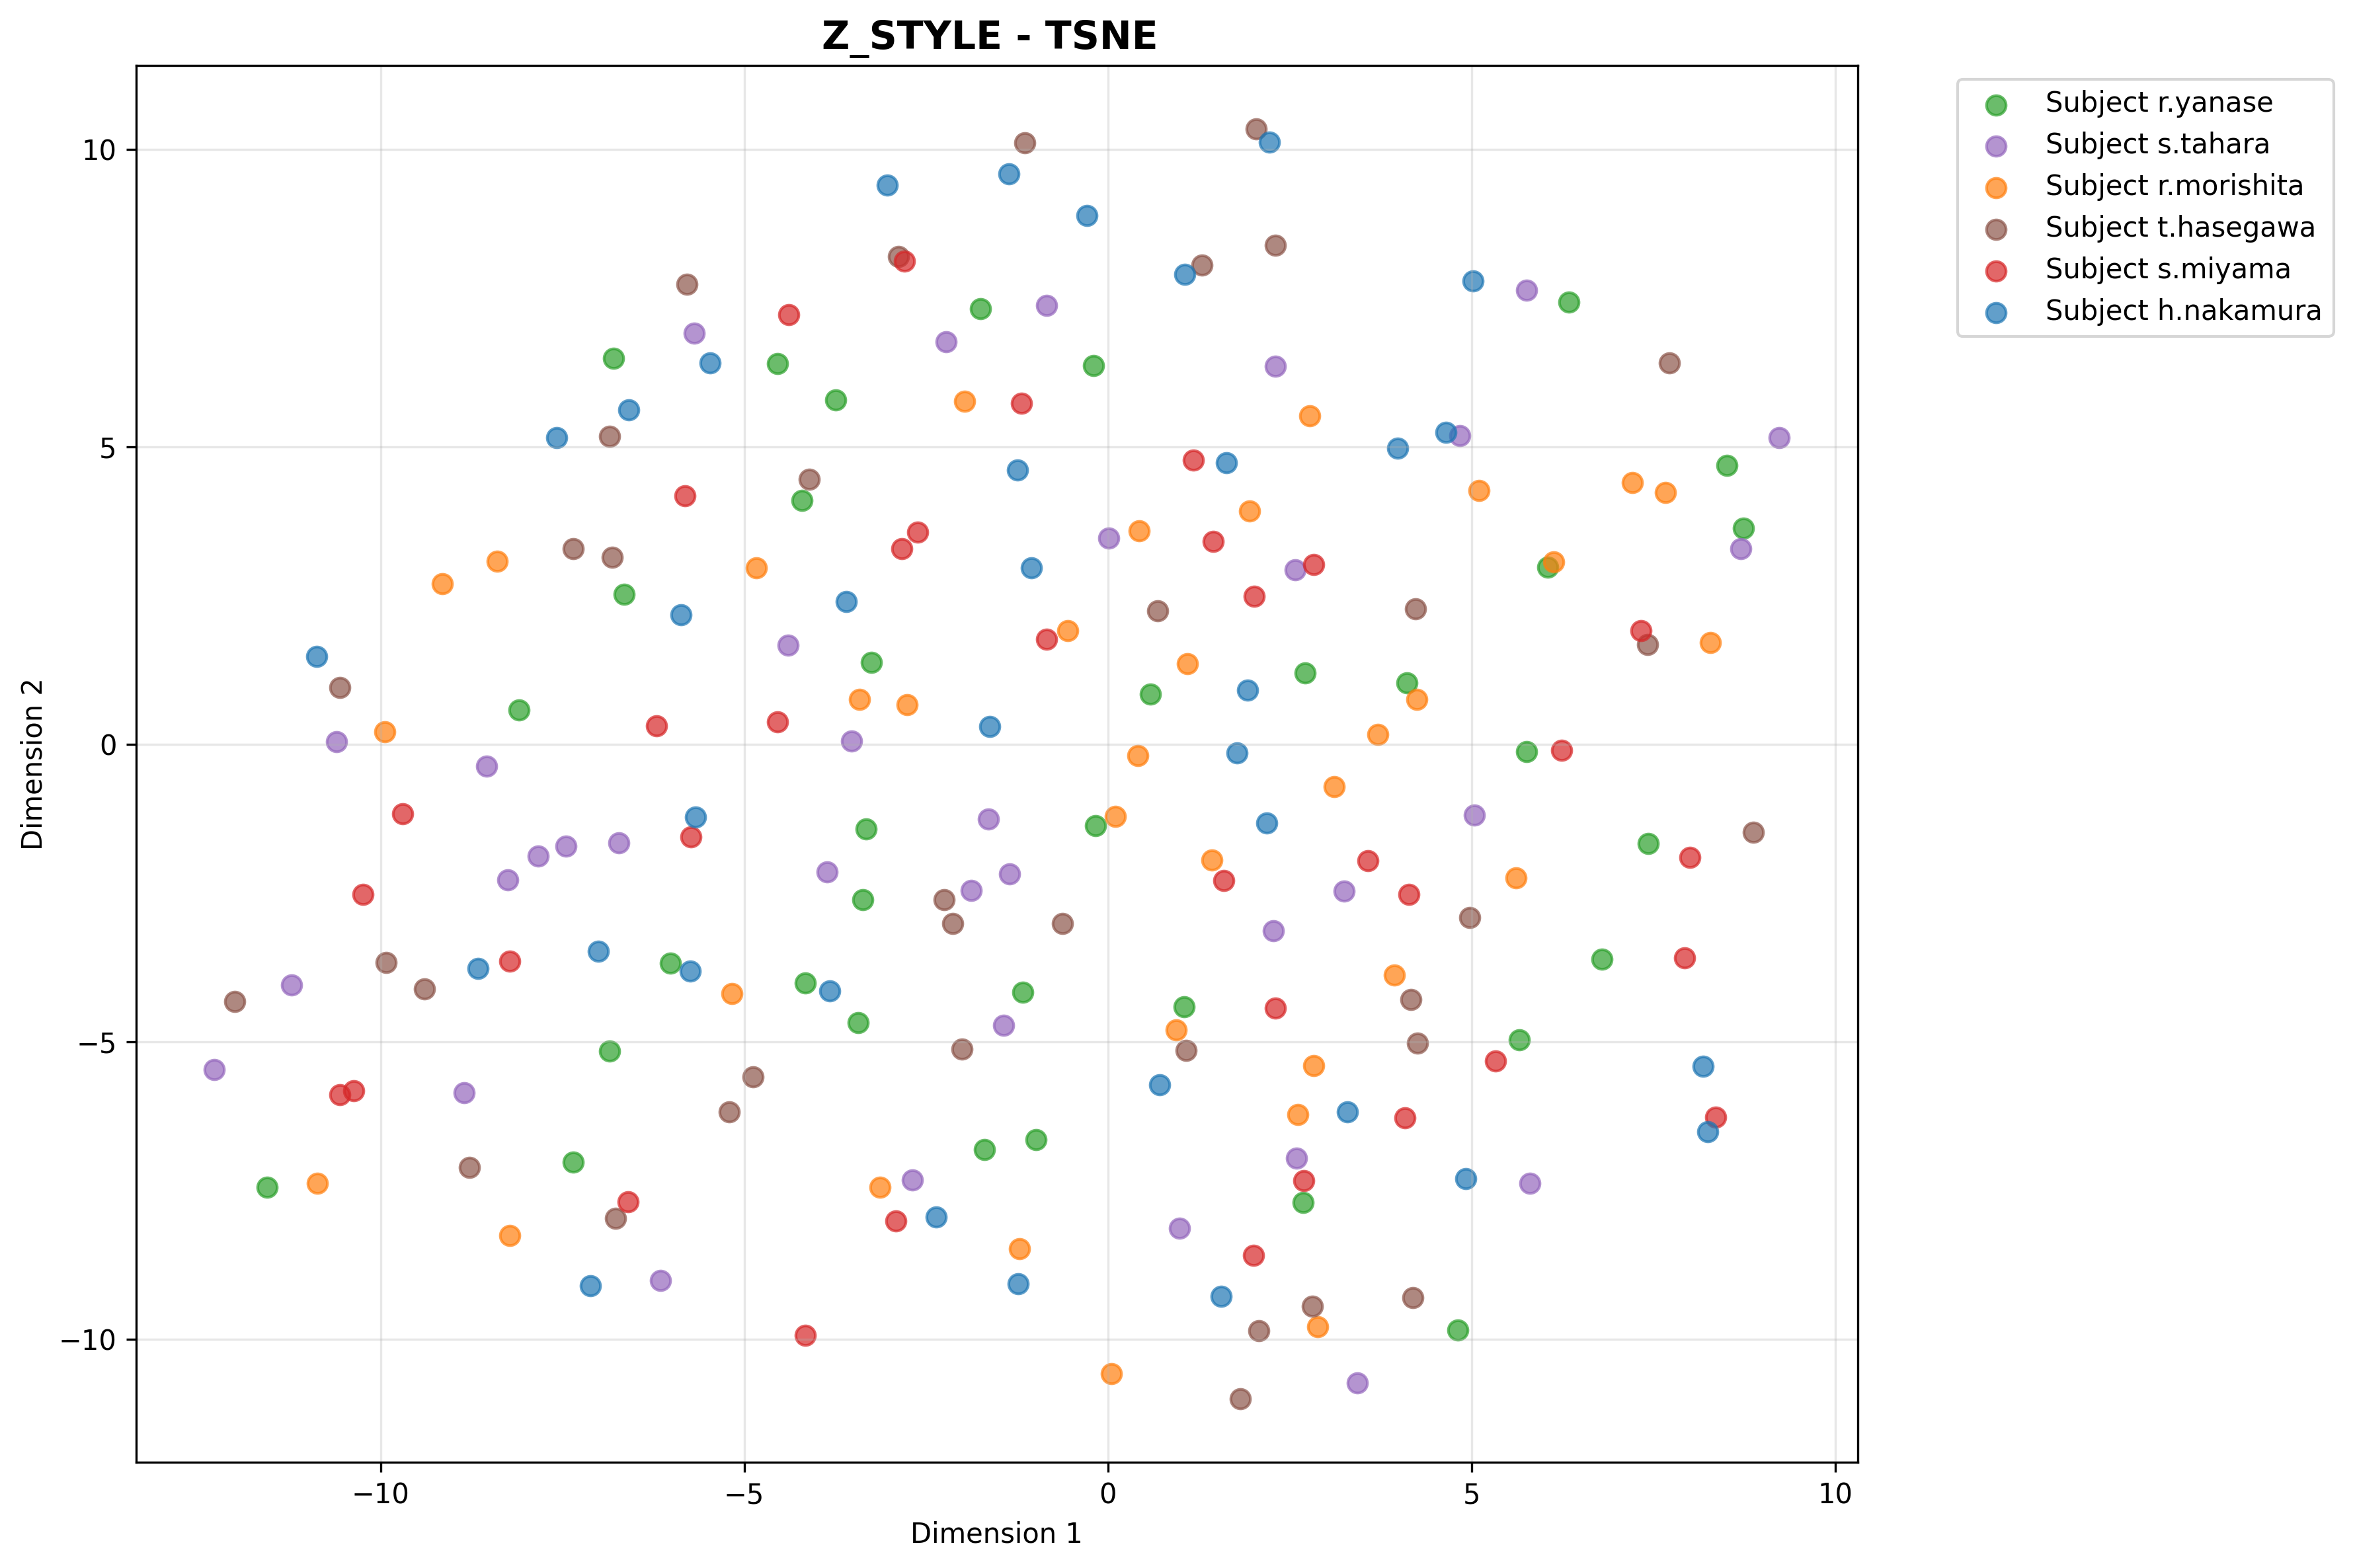 Z_STYLE - TSNE
Subject r.yanase
Subject s.tahara
Subject r.morishita
Subject t.hasegawa
Subject s.miyama
Subject h.nakamura
10
5
0
−5
−10
Dimension 2
−10
−5
0
5
10
Dimension 1